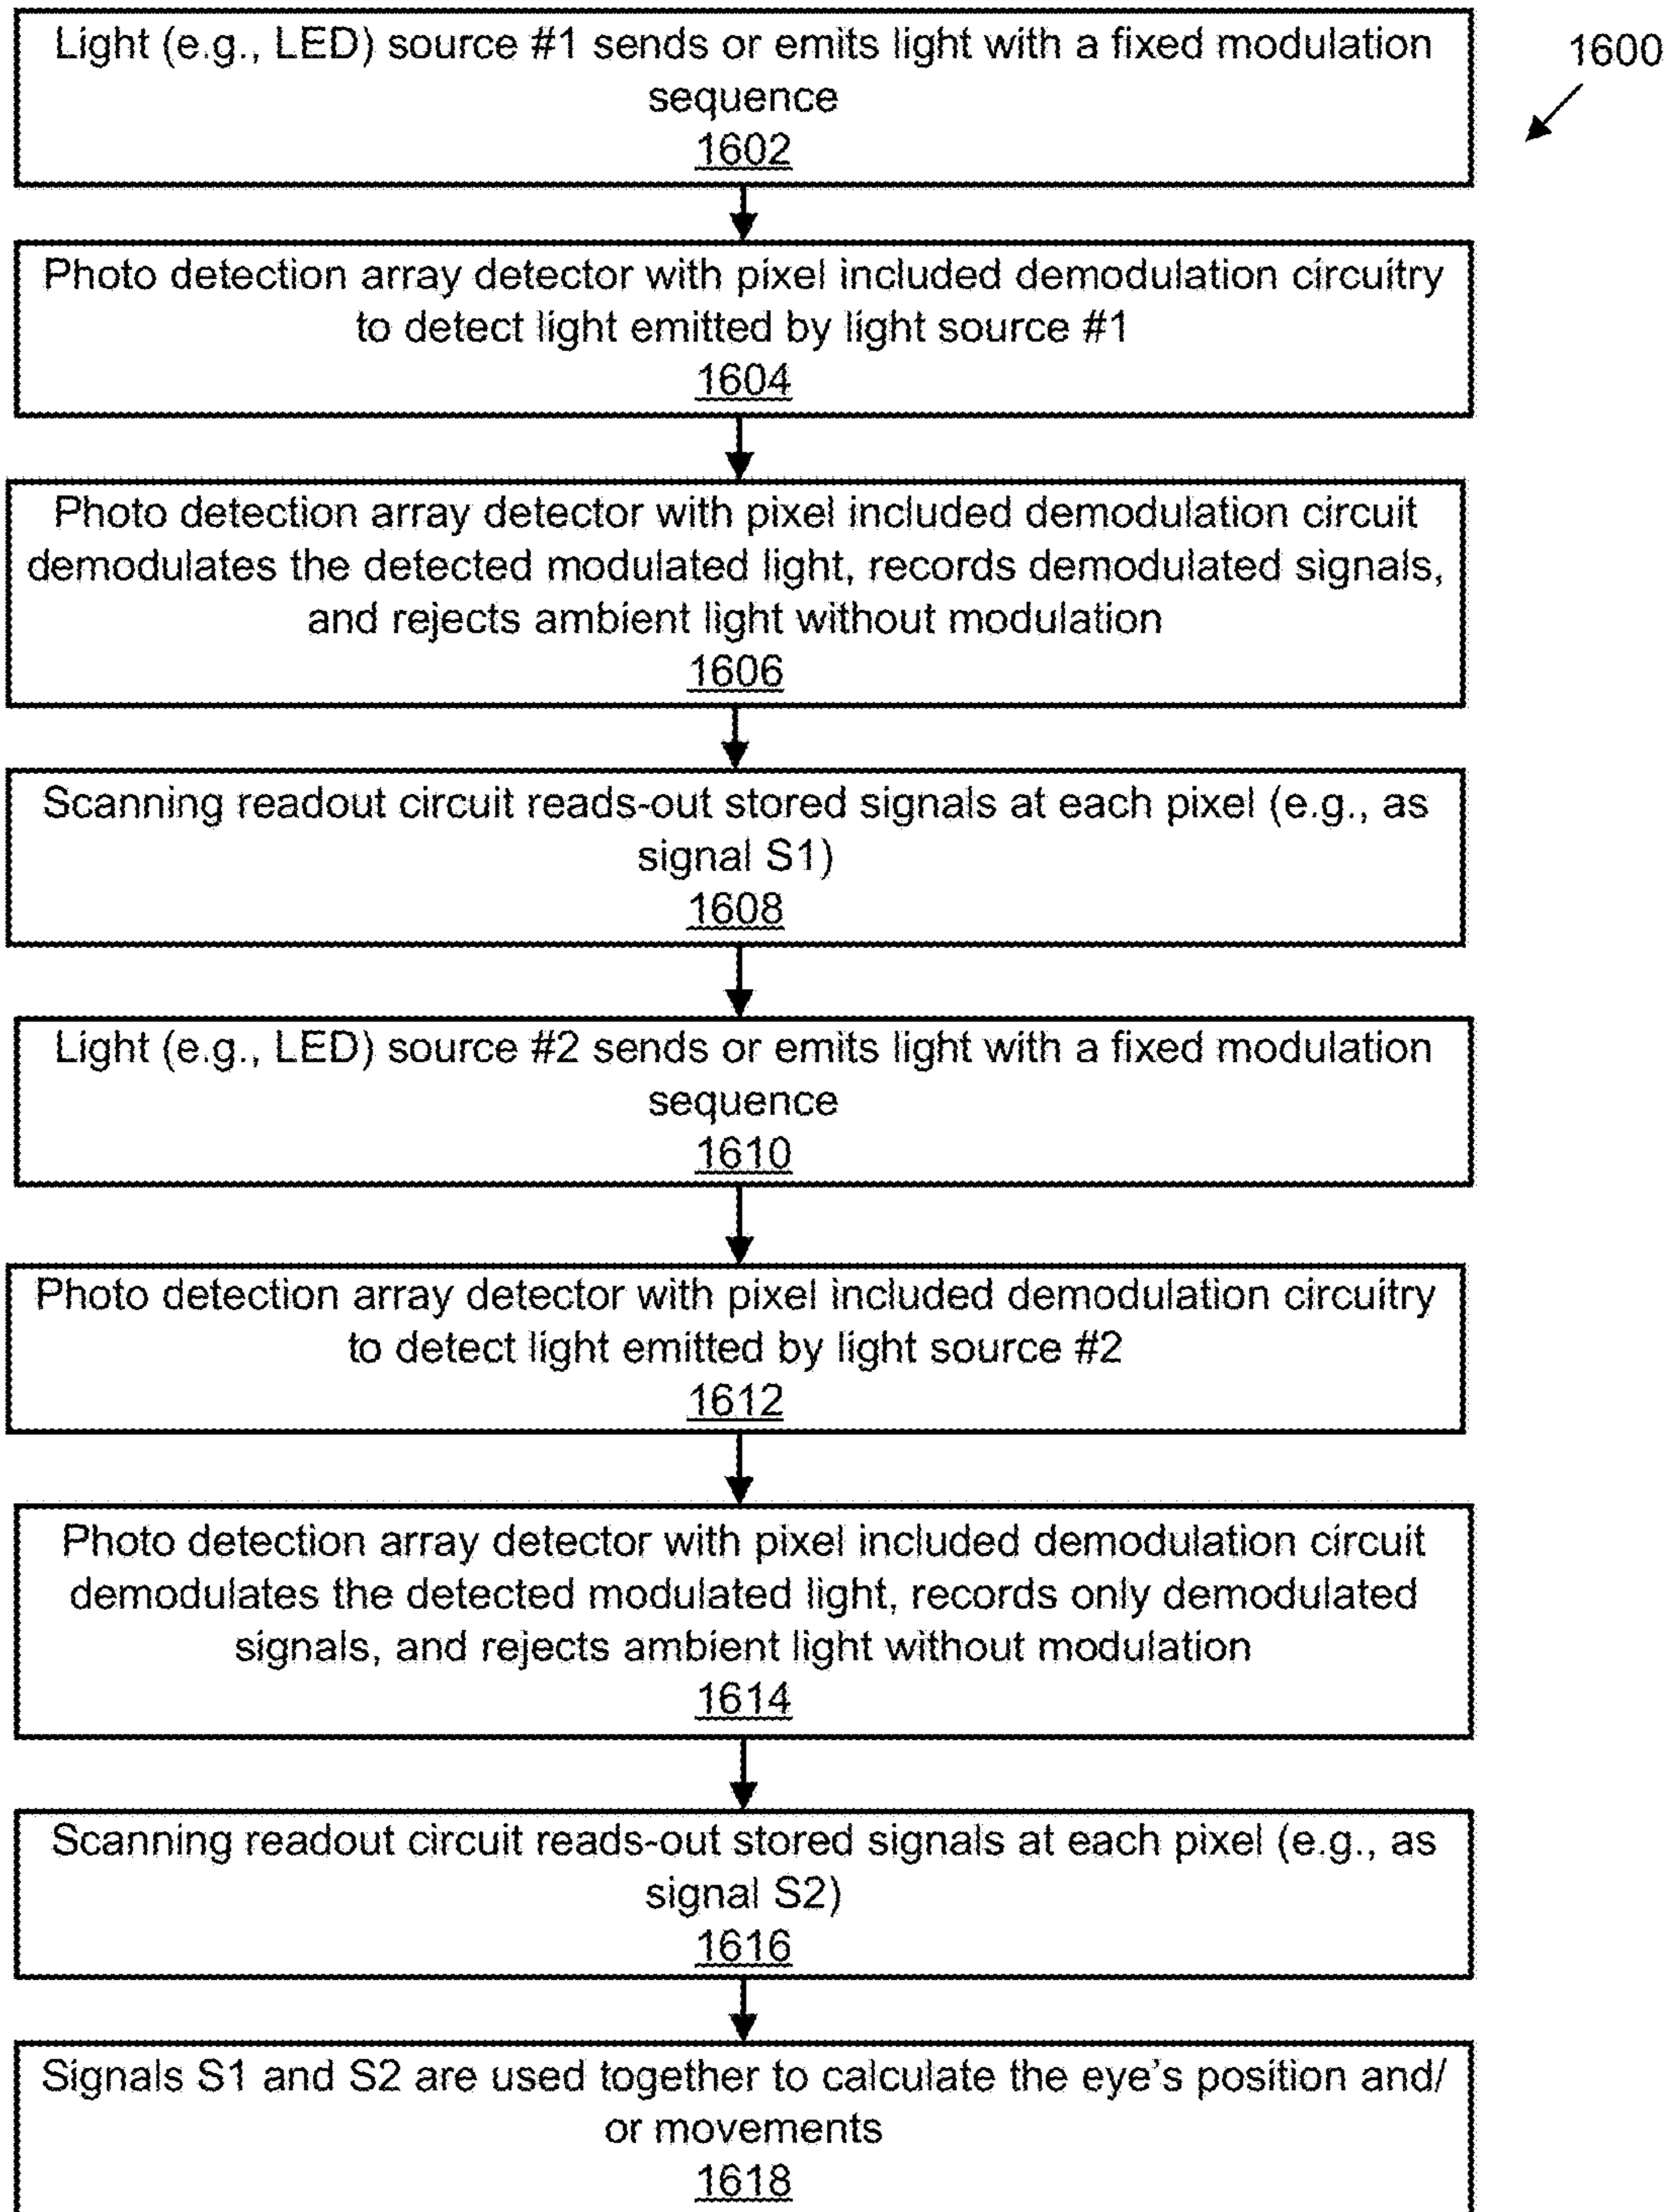 Light (e.g., LED) source #1 sends or emits light with a fixed modulation
sequence
1602
1600
Photo detection array detector with pixel included demodulation circuitry
to detect light emitted by light source #1
1604
Photo detection array detector with pixel included demodulation circuit
demodulates the detected modulated light, records demodulated signals,
and rejects ambient light without modulation
1606
Scanning readout circuit reads-out stored signals at each pixel (e.g., as
signal S1)
1608
Light (e.g., LED) source #2 sends or emits light with a fixed modulation
sequence
1610
Photo detection array detector with pixel included demodulation circuitry
to detect light emitted by light source #2
1612
Photo detection array detector with pixel included demodulation circuit
demodulates the detected modulated light, records only demodulated
signals, and rejects ambient light without modulation
1614
Scanning readout circuit reads-out stored signals at each pixel (e.g., as
signal S2)
1616
Signals S1 and S2 are used together to calculate the eye's position and/
or movements
1618